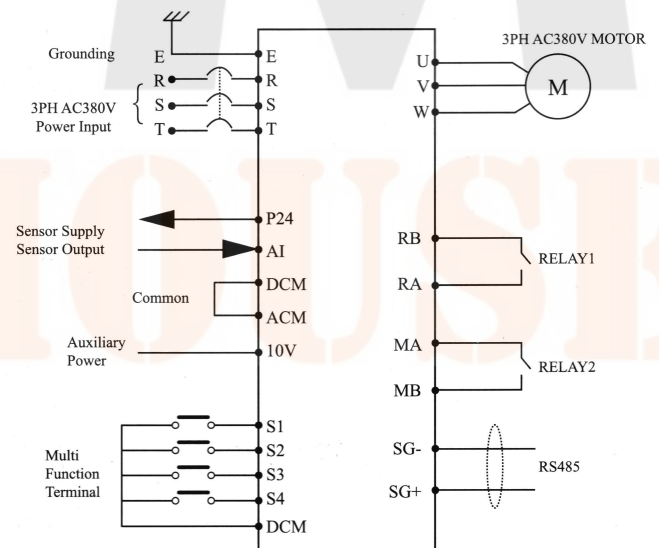 3PH AC380V MOTOR
Grounding
E
E
U
R
R
V
M
3PH AC380V
Power Input
S
S
W
T
T
Sensor Supply
P24
Sensor Output
AI
RB
RELAY1
DCM
RA
Common
ACM
Auxiliary
Power
10V
MA
RELAY2
MB
S1
Multi
Function
Terminal
S2
S3
S4
SG-
RS485
SG+
DCM
HOUSE